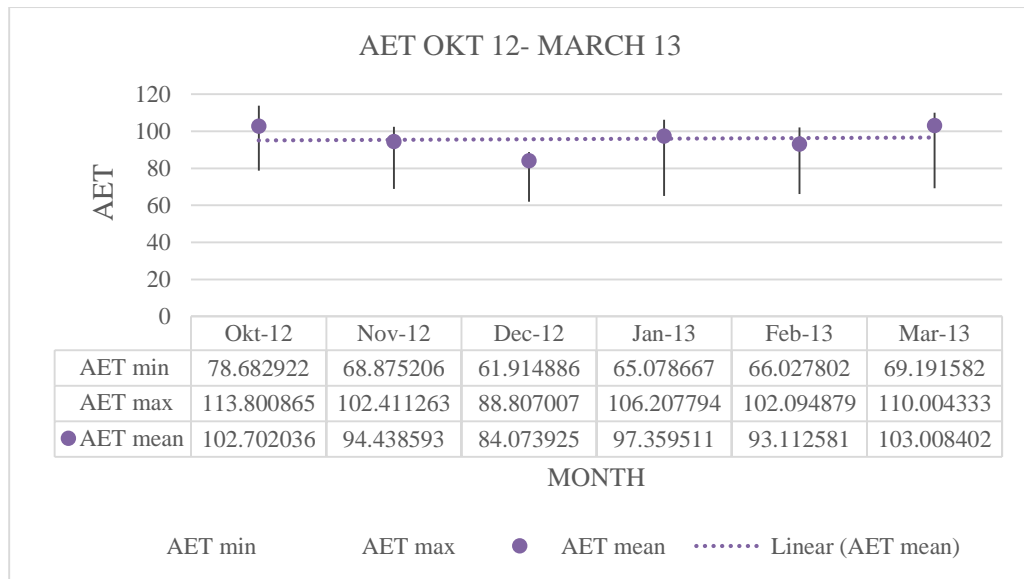 AET OKT 12- MARCH 13
120
100
80
60
40
20
0
AET
Okt-12 Nov-12 Dec-12 Jan-13 Feb-13 Mar-13
AET min 78.682922 68.875206 61.914886 65.078667 66.027802 69.191582
AET max 113.800865 102.411263 88.807007 106.207794 102.094879 110.004333
AET mean 102.702036 94.438593 84.073925 97.359511 93.112581 103.008402
MONTH
AET min AET max AET mean Linear (AET mean)